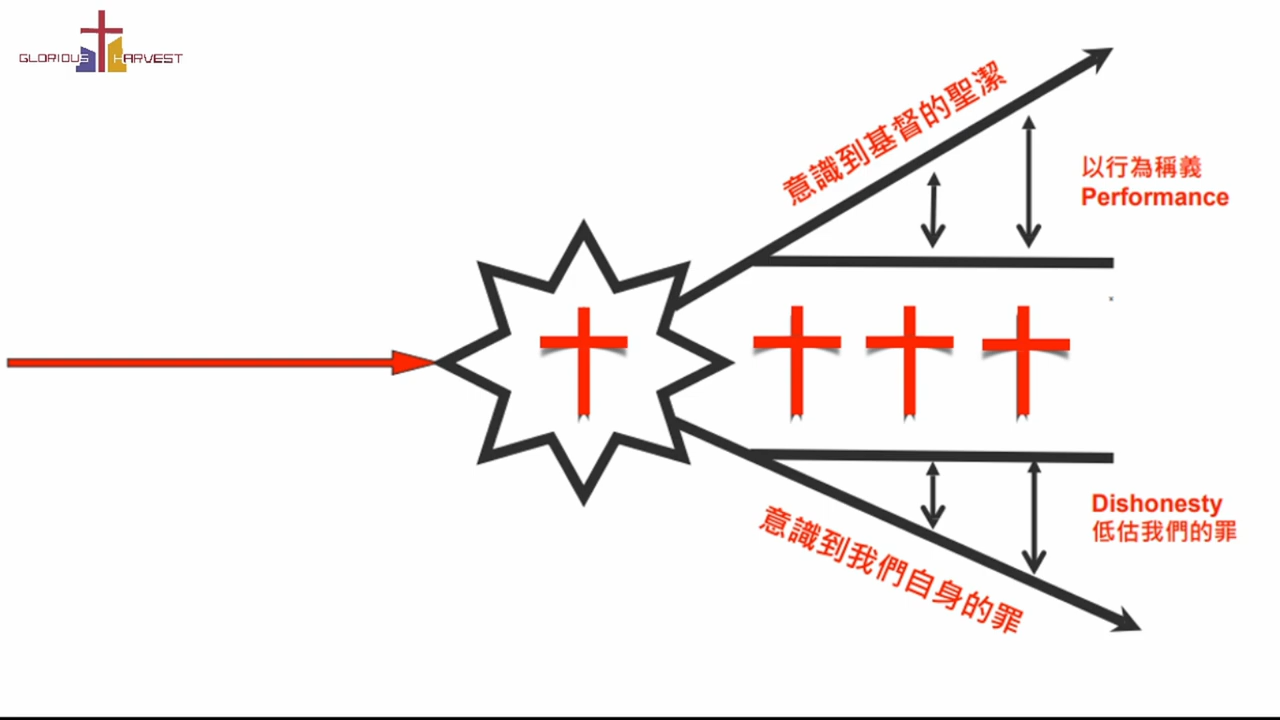 GLORIOUS HARVEST
意識到基督的聖潔
以行為稱義
Performance
Dishonesty
低估我們的罪
意識到我們自身的罪